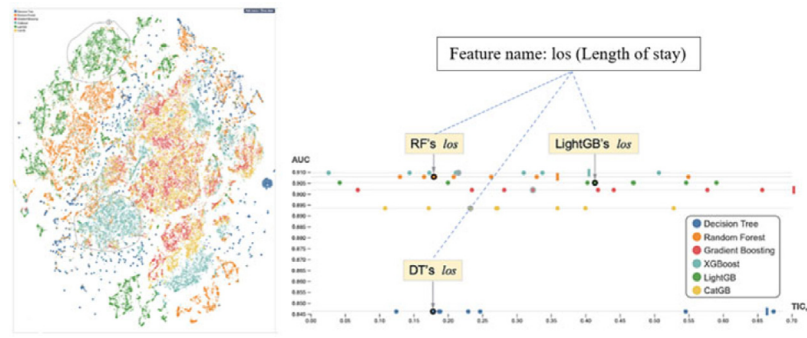 Feature name: los (Length of stay)
RF's los
LightGB's los
AUC
0.910
0.905
0.900
0.895
0.890
0.885
0.880
0.875
0.870
0.865
0.860
0.855
0.850
0.845
DT's los
Decision Tree
Random Forest
Gradient Boosting
XGBoost
LightGB
CatGB
TIC,
0.00
0.05
0.10
0.15
0.20
0.25
0.30
0.35
0.40
0.45
0.50
0.55
0.60
0.65
0.70